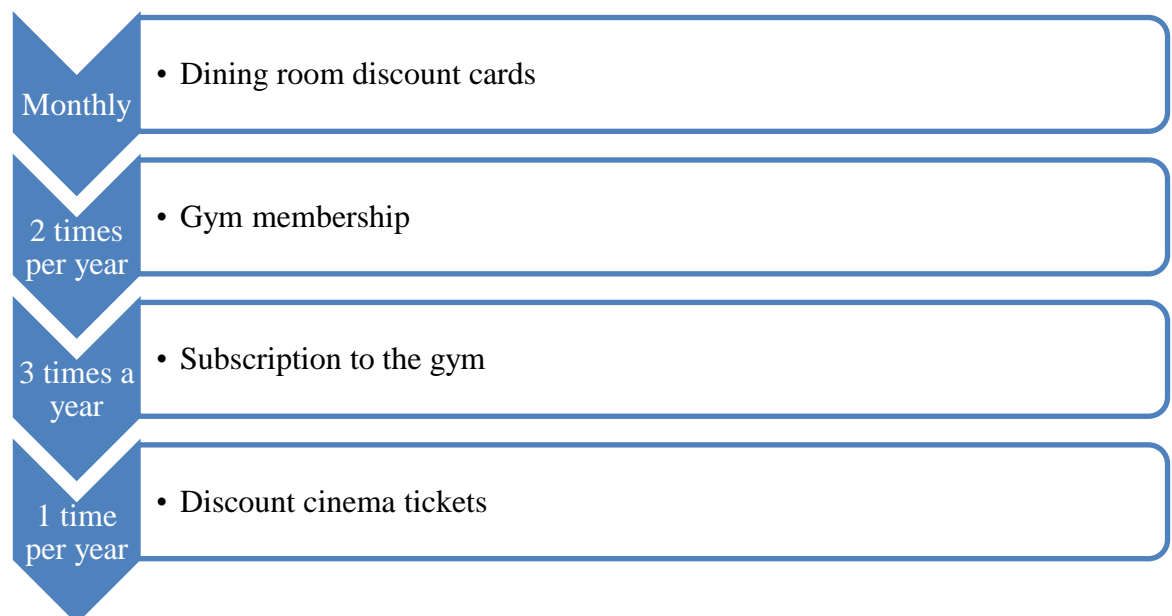 Monthly
• Dining room discount cards
2 times
per year
• Gym membership
3 times a
year
• Subscription to the gym
1 time
per year
• Discount cinema tickets